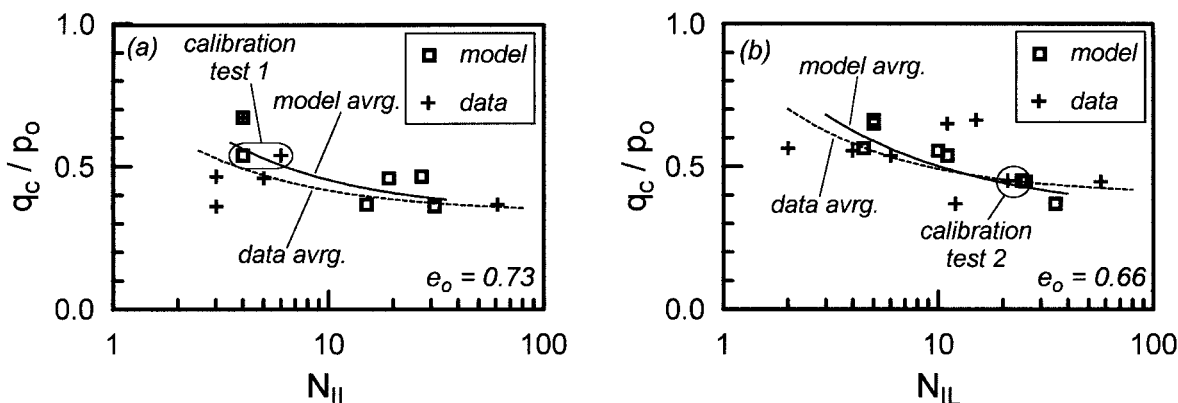 1.0
(a)
calibration
test 1
model
data
model avrg.
0.5
q_c / p_o
data avrg.
e_o = 0.73
0.0
1
10
100
N_IL
1.0
(b)
model avrg.
model
data
0.5
q_c / p_o
data avrg.
calibration
test 2
e_o = 0.66
0.0
1
10
100
N_IL